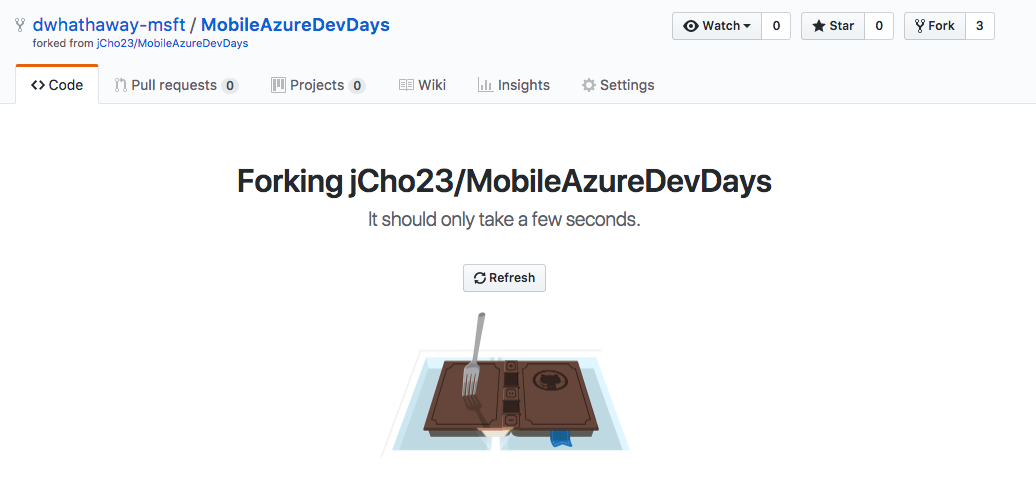 dwhathaway-msft / MobileAzureDevDays
Watch 0 Star 0 Fork 3
forked from jCho23/MobileAzureDevDays
Code Pull requests 0 Projects 0 Wiki Insights Settings
Forking jCho23/MobileAzureDevDays
It should only take a few seconds.
Refresh